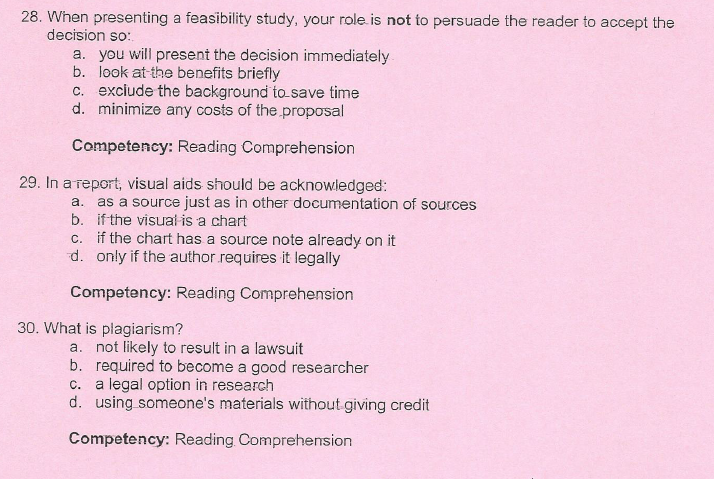 28. When presenting a feasibility study, your role is not to persuade the reader to accept the
decision so:
a. you will present the decision immediately
b. look at the benefits briefly
c. exclude the background to save time
d. minimize any costs of the proposal
Competency: Reading Comprehension
29. In a report, visual aids should be acknowledged:
a. as a source just as in other documentation of sources
b. if the visual is a chart
c. if the chart has a source note already on it
d. only if the author requires it legally
Competency: Reading Comprehension
30. What is plagiarism?
a. not likely to result in a lawsuit
b. required to become a good researcher
c. a legal option in research
d. using someone's materials without giving credit
Competency: Reading Comprehension